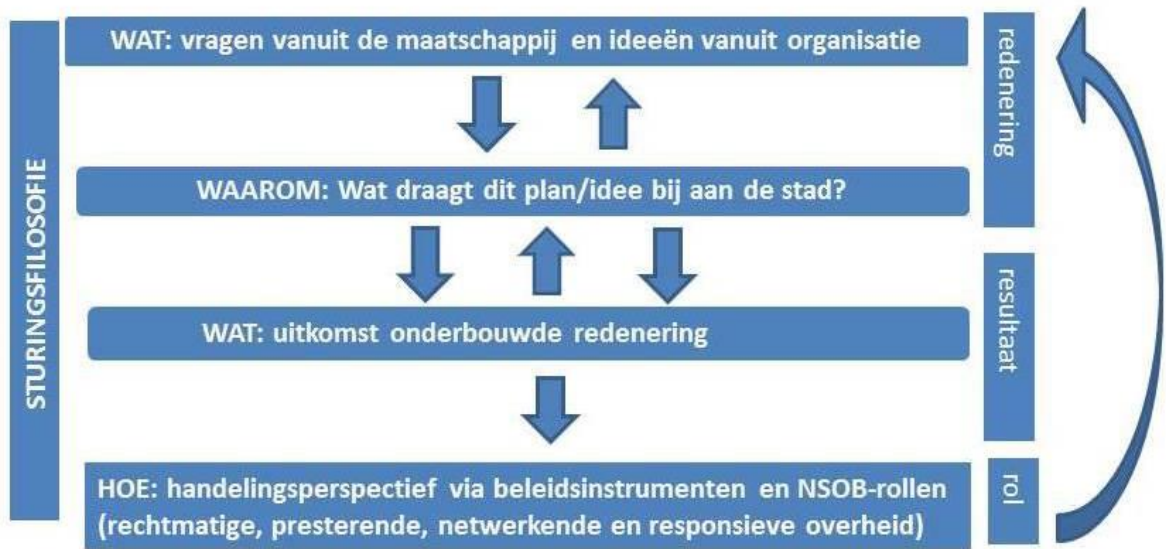 STURINGSFILOSOFIE
WAT: vragen vanuit de maatschappij en ideeën vanuit organisatie
WAAROM: Wat draagt dit plan/idee bij aan de stad?
WAT: uitkomst onderbouwde redenering
HOE: handelingsperspectief via beleidsinstrumenten en NSOB-rollen
(rechtmatige, presterende, netwerkende en responsieve overheid)
redenering
resultaat
rol